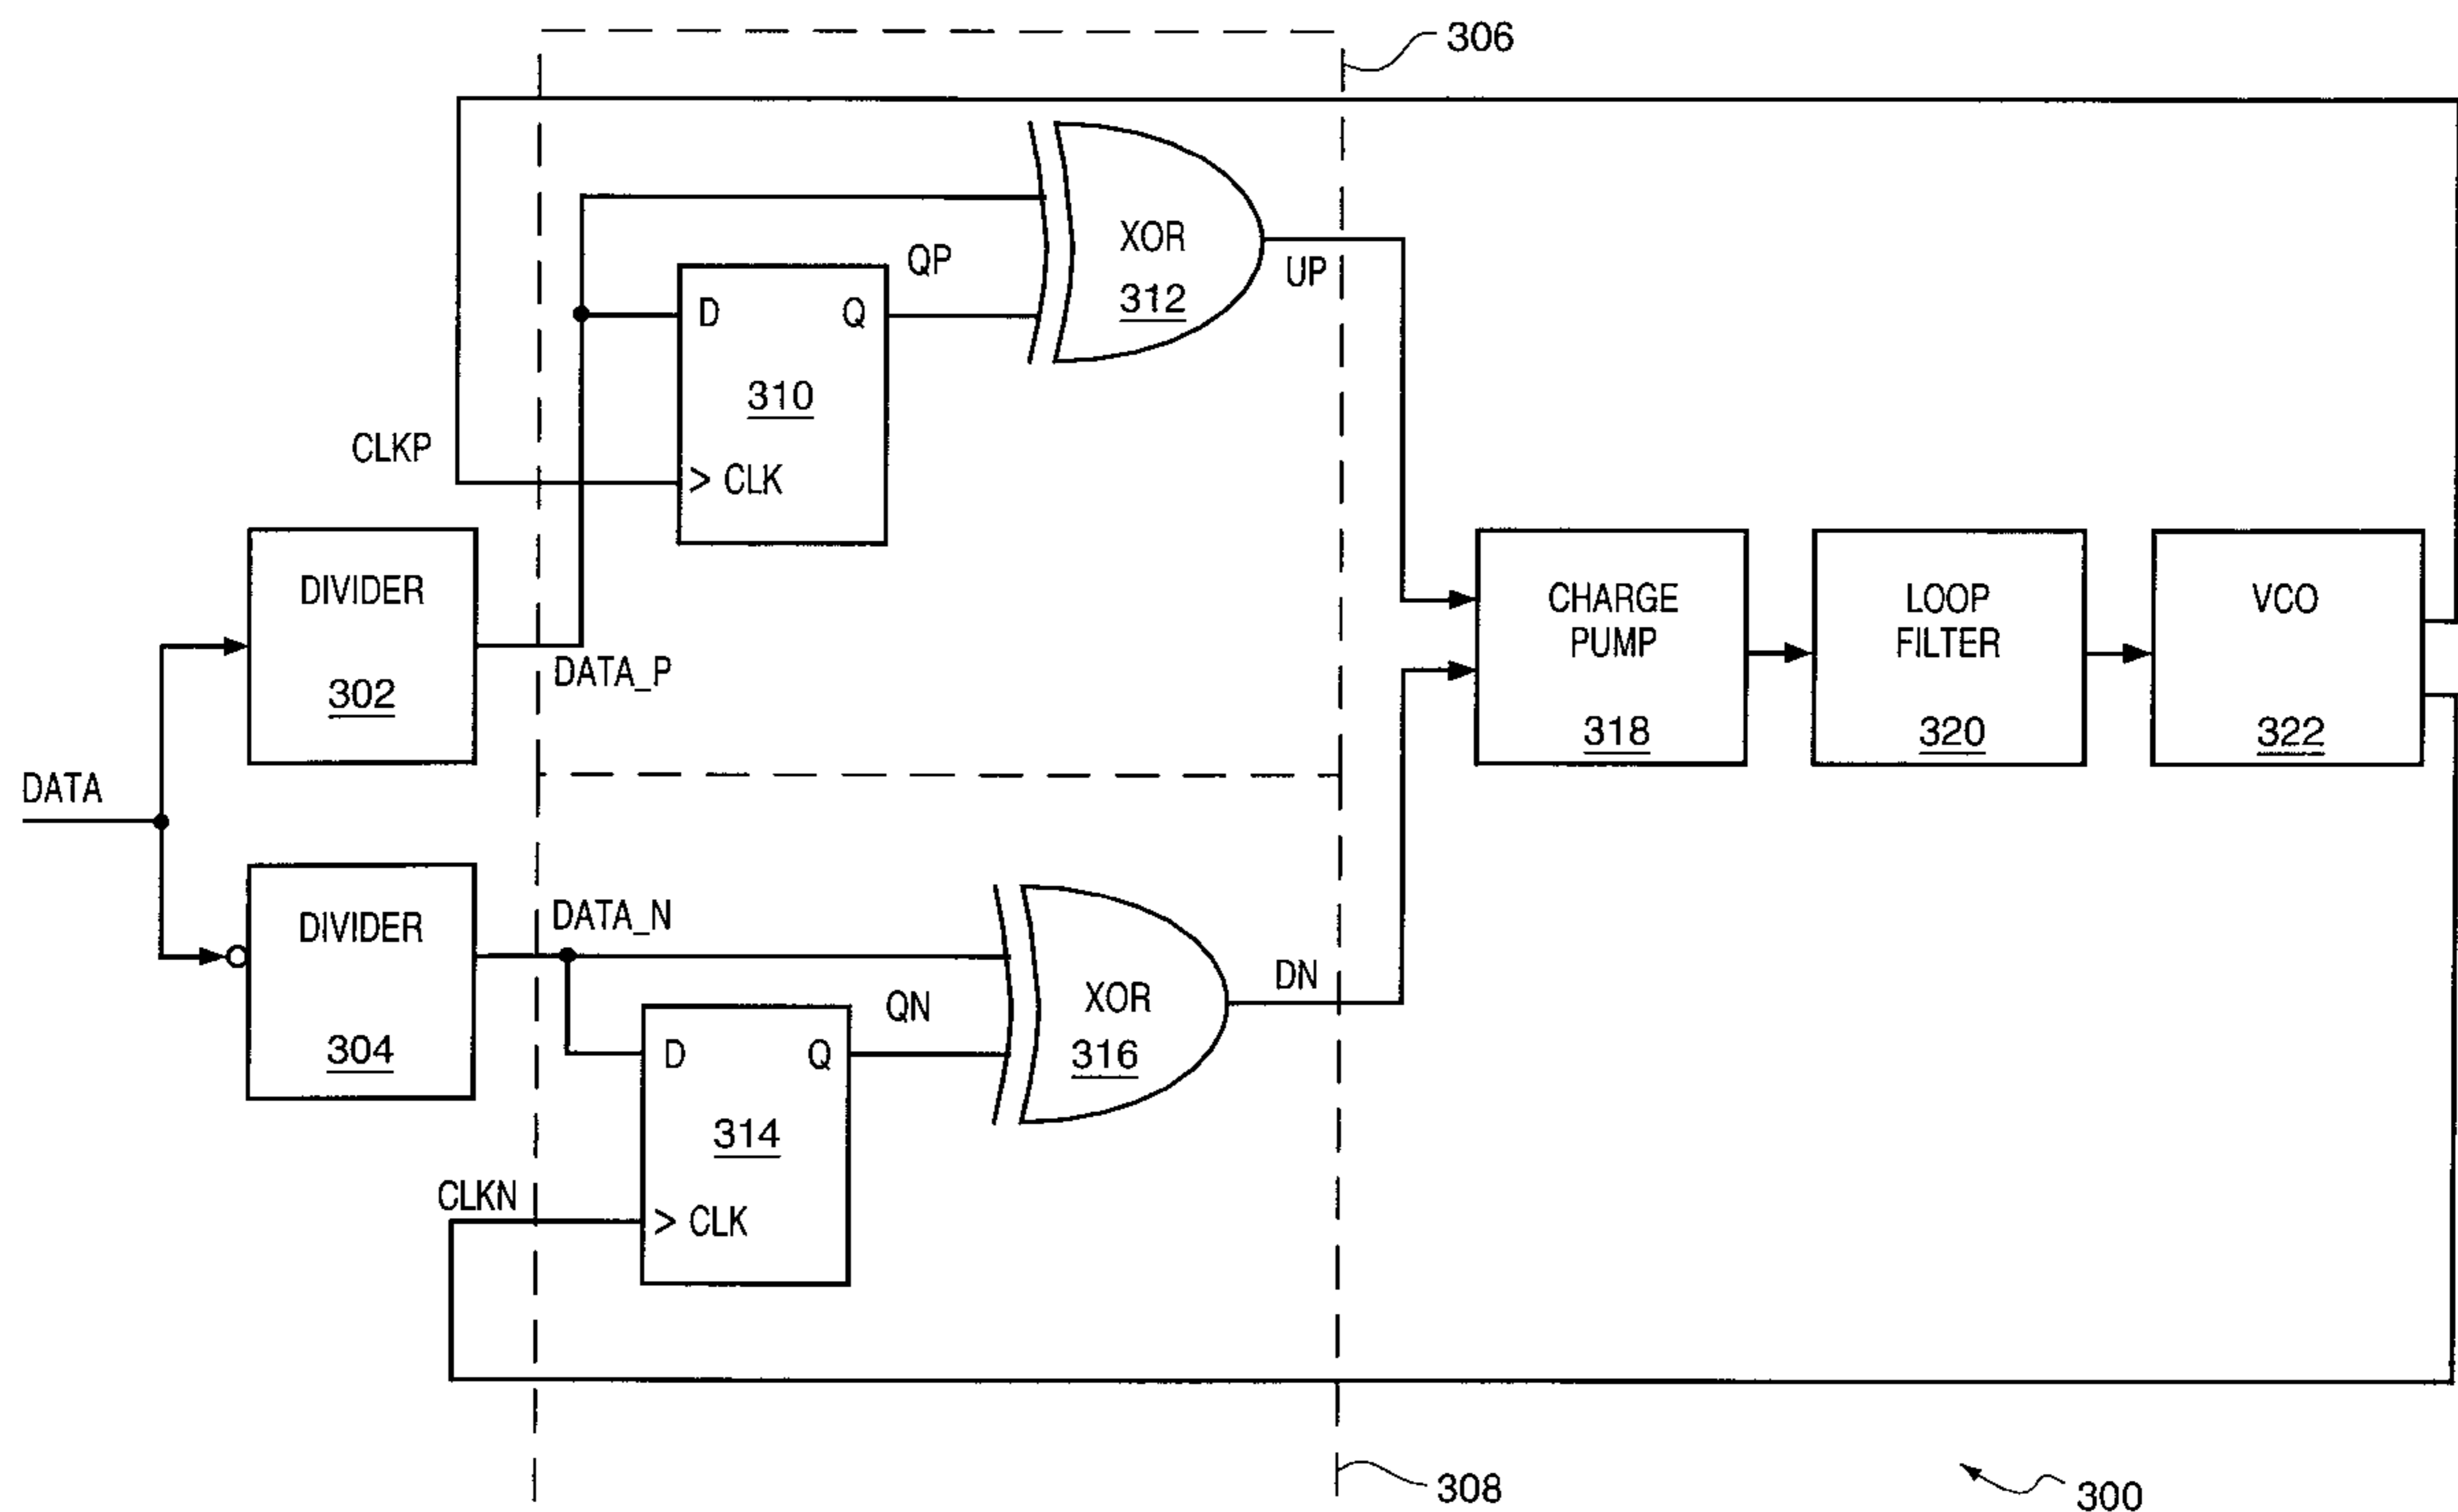 306
XOR
312
UP
QP
D
Q
310
CLKP
> CLK
DIVIDER
302
DATA_P
CHARGE
PUMP
318
LOOP
FILTER
320
VCO
322
DATA
DIVIDER
304
DATA_N
XOR
316
DN
QN
D
Q
314
CLKN
> CLK
308
300